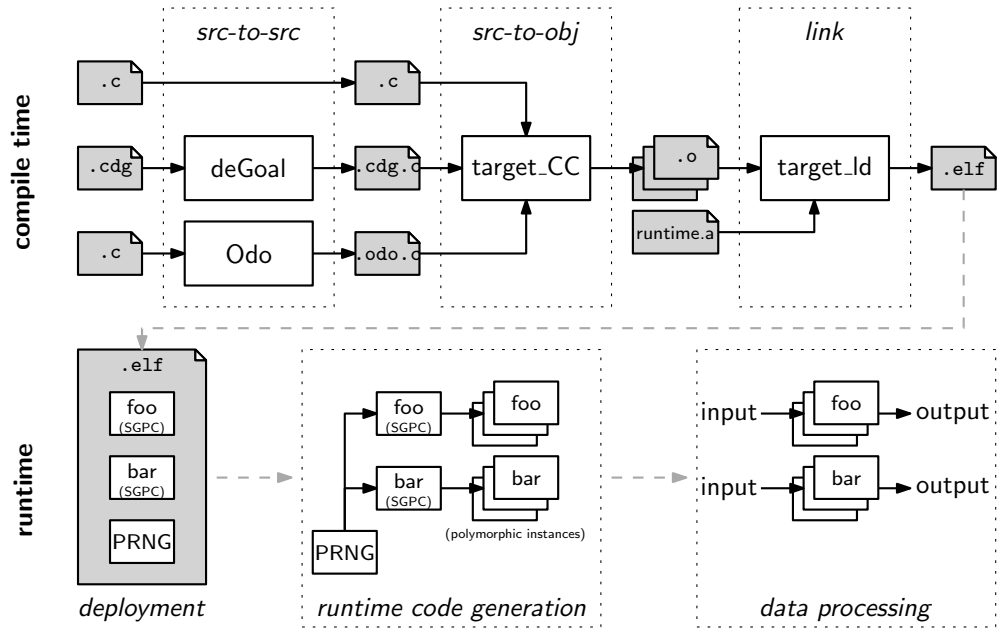 src-to-src
src-to-obj
link
compile time
.c
.c
.cdg
deGoal
.cdg.c
target_CC
.o
target_ld
.elf
runtime.a
.c
Odo
.odo.c
runtime
.elf
foo
(SGPC)
bar
(SGPC)
PRNG
deployment
foo
(SGPC)
foo
bar
(SGPC)
bar
(polymorphic instances)
PRNG
runtime code generation
input
foo
output
input
bar
output
data processing